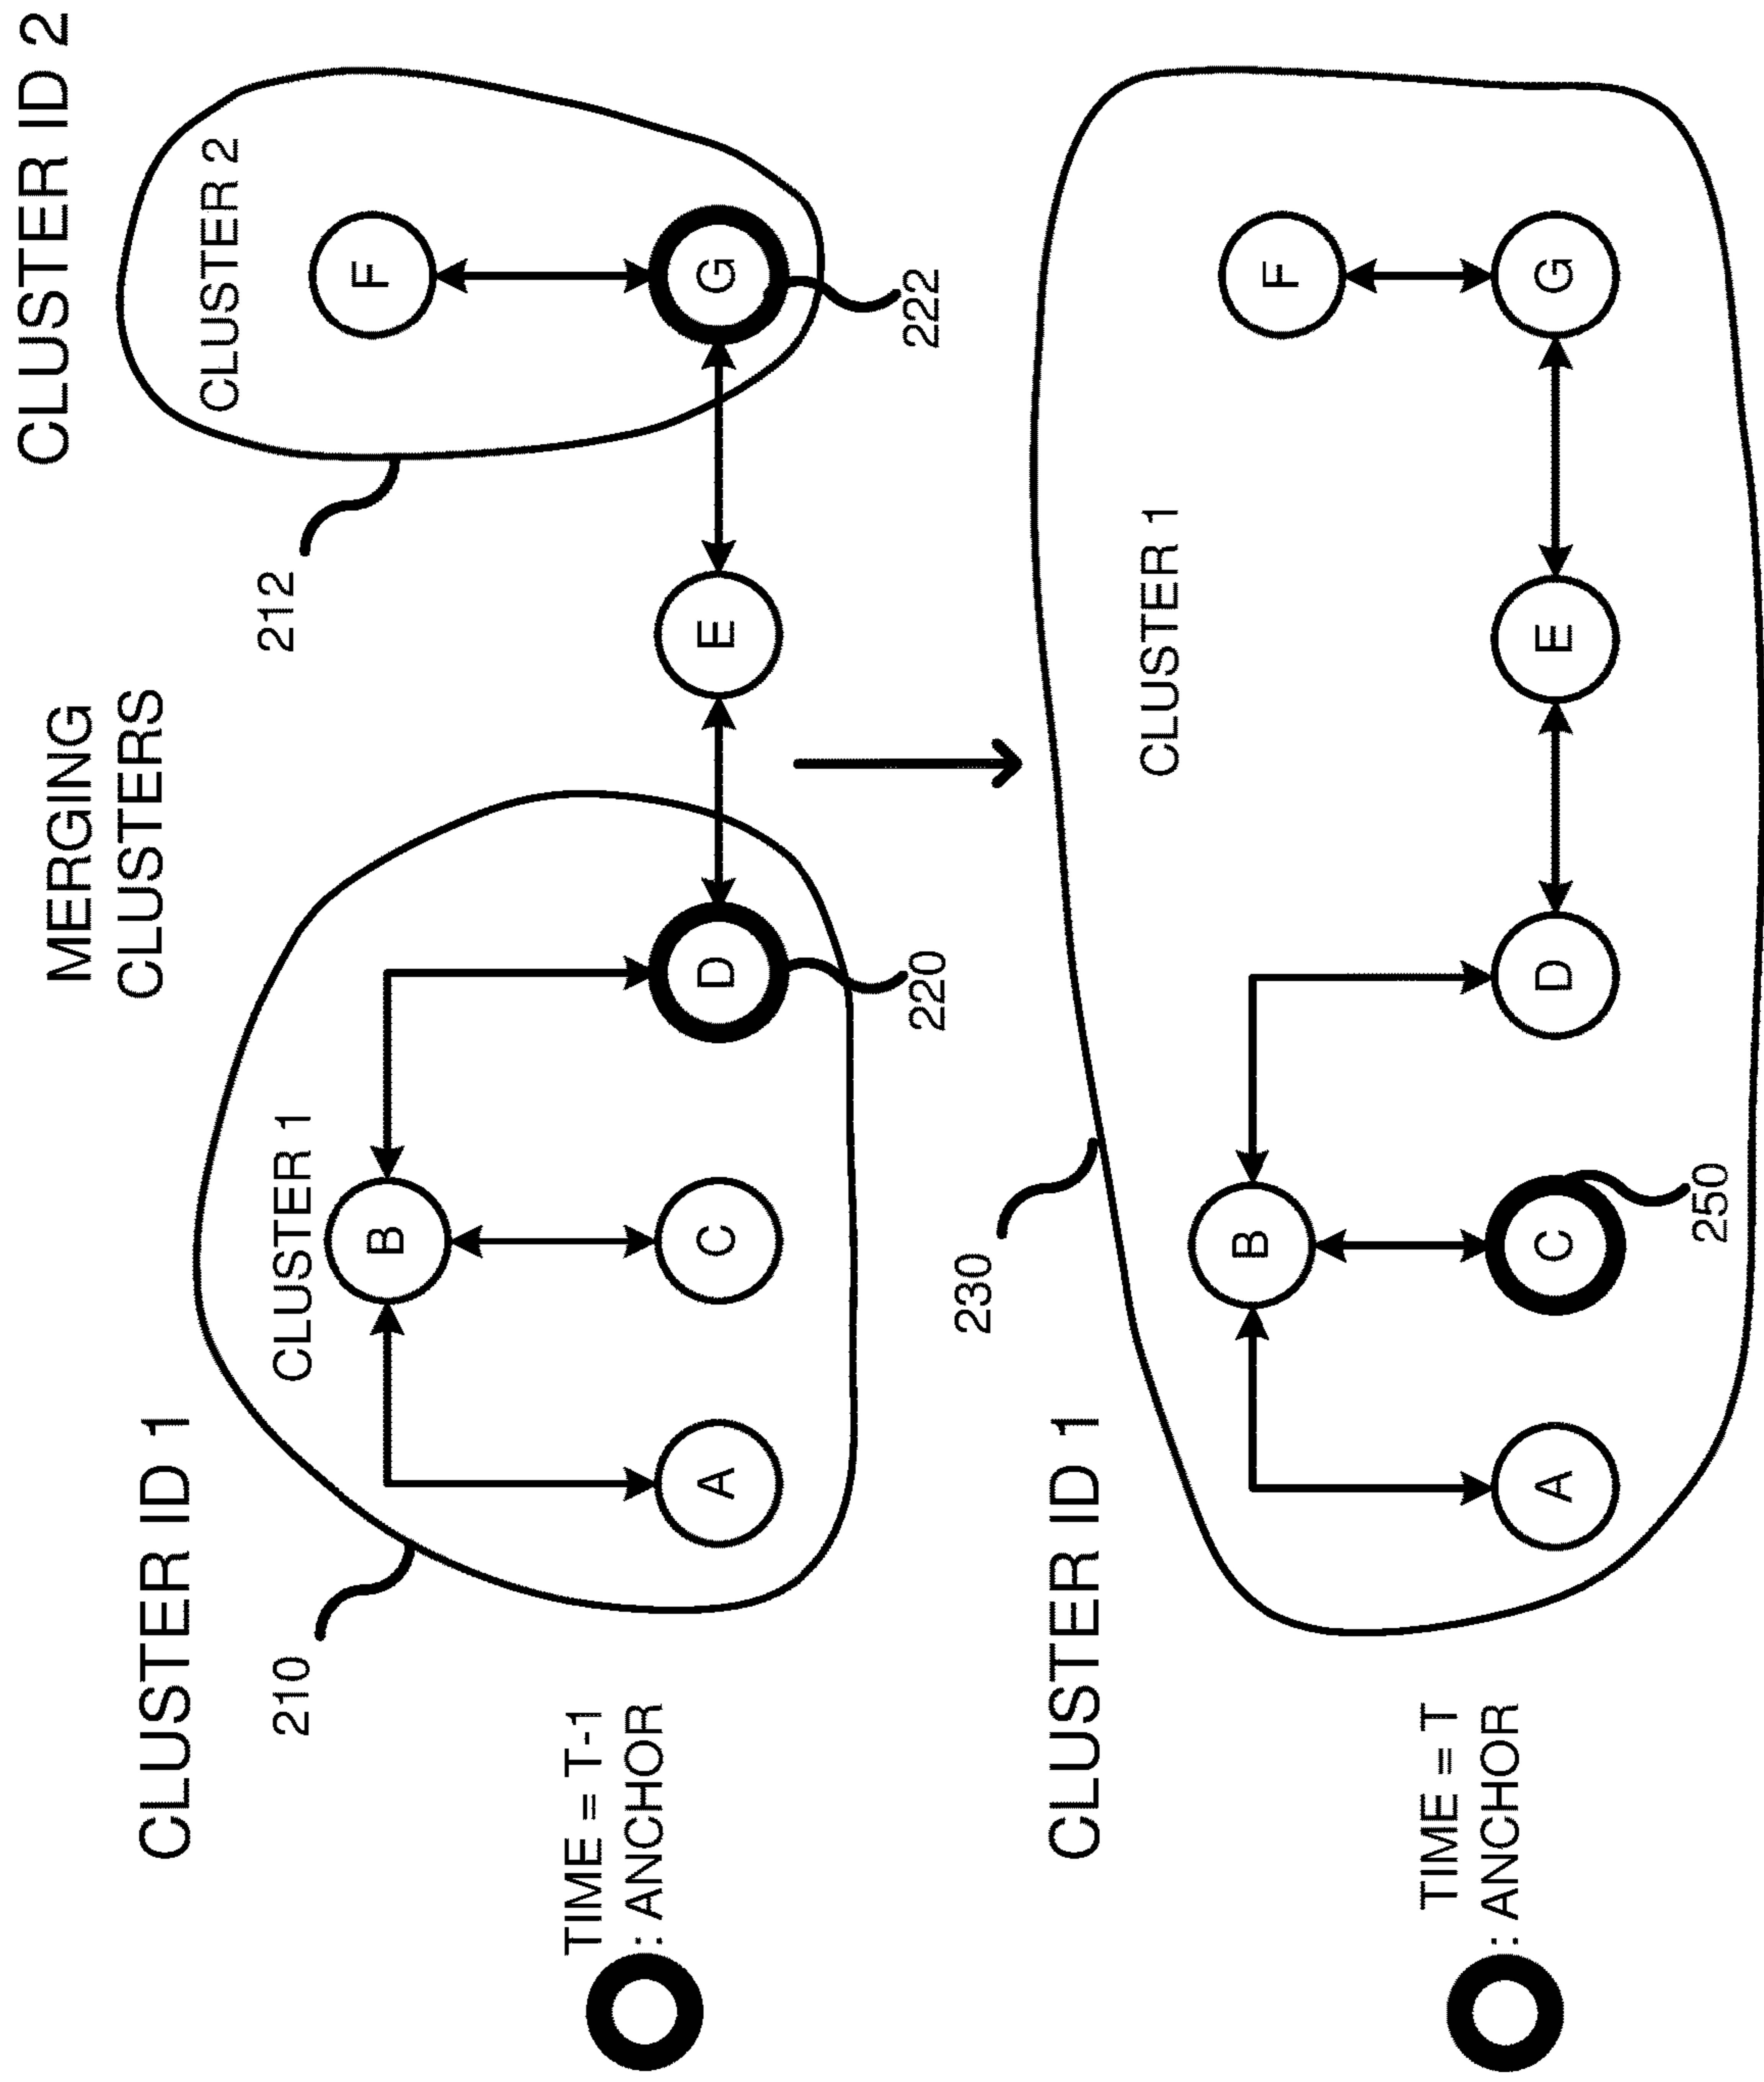 MERGING
CLUSTERS
CLUSTER ID 1
CLUSTER ID 2
210
CLUSTER 1
212
CLUSTER 2
B
F
TIME = T-1
: ANCHOR
A
C
D
E
G
220
222
CLUSTER ID 1
230
CLUSTER 1
B
F
TIME = T
: ANCHOR
A
C
D
E
G
250